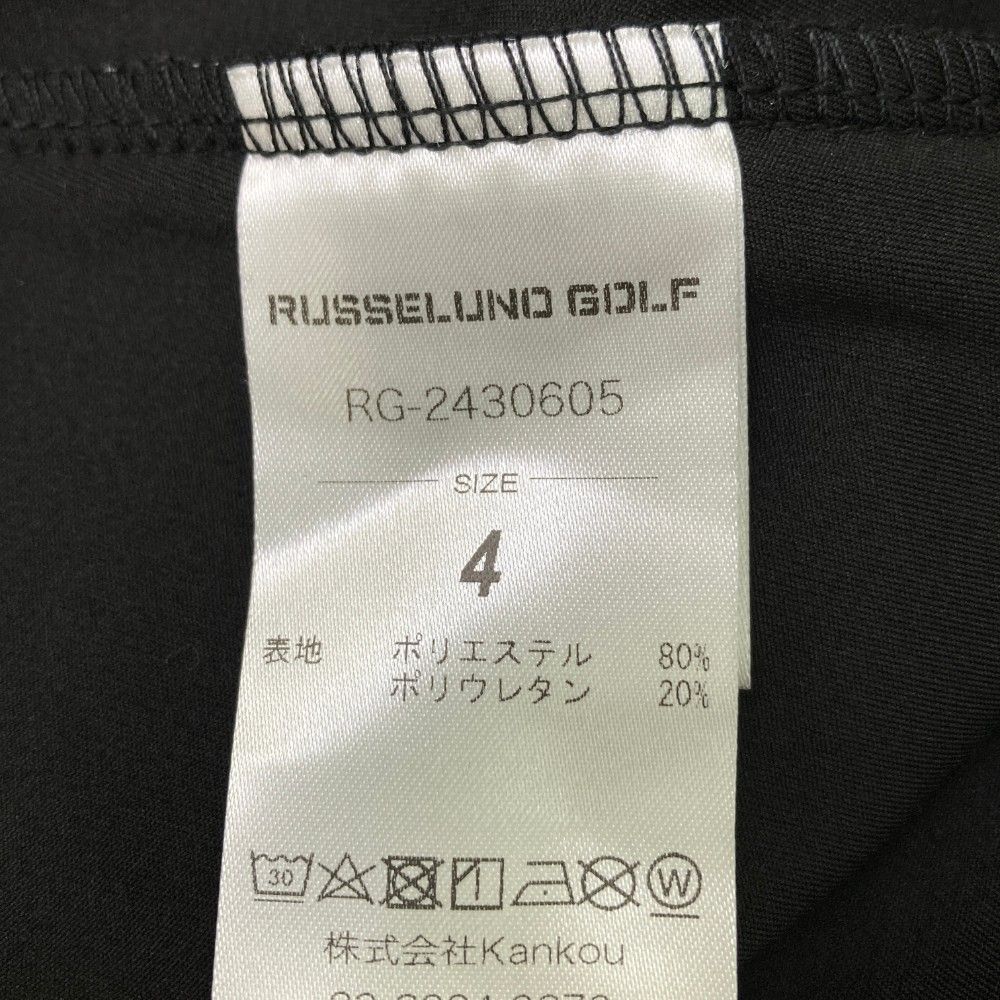 RUSSELUNO GOLF
RG-2430605
SIZE
4
表地 ポリエステル 80%
ポリウレタン 20%
30 W
株式会社Kankou